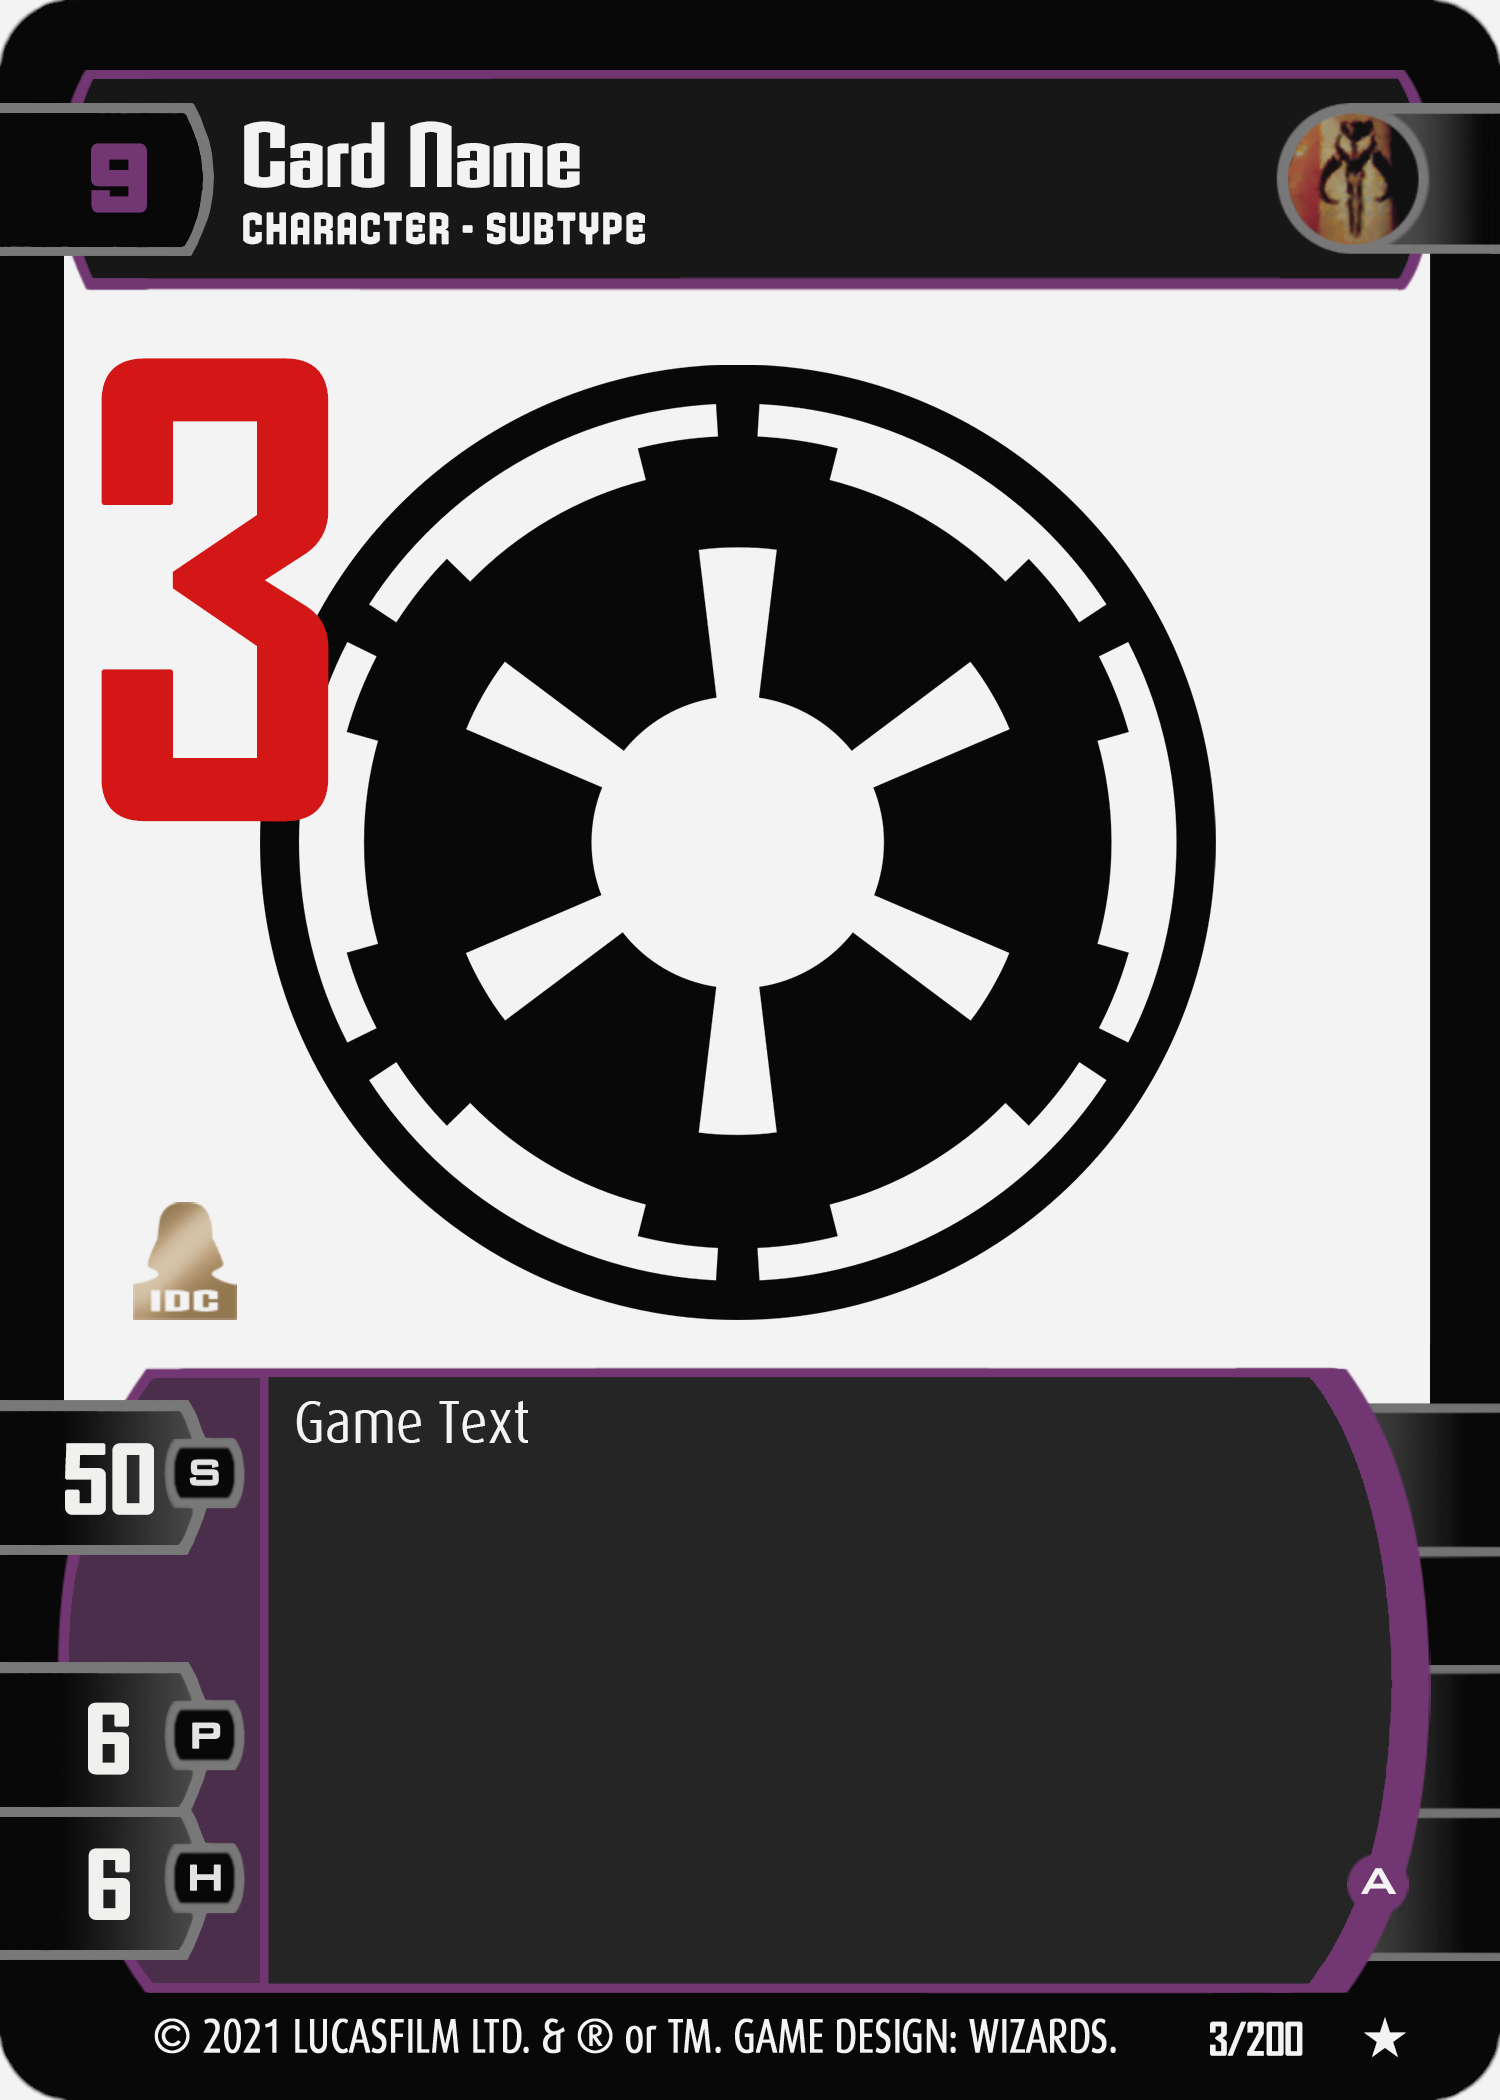 9
Card Name
CHARACTER - SUBTYPE
3
IDC
50 S
Game Text
6 P
6 H
A
© 2021 LUCASFILM LTD. & ® or TM. GAME DESIGN: WIZARDS. 3/200 ★